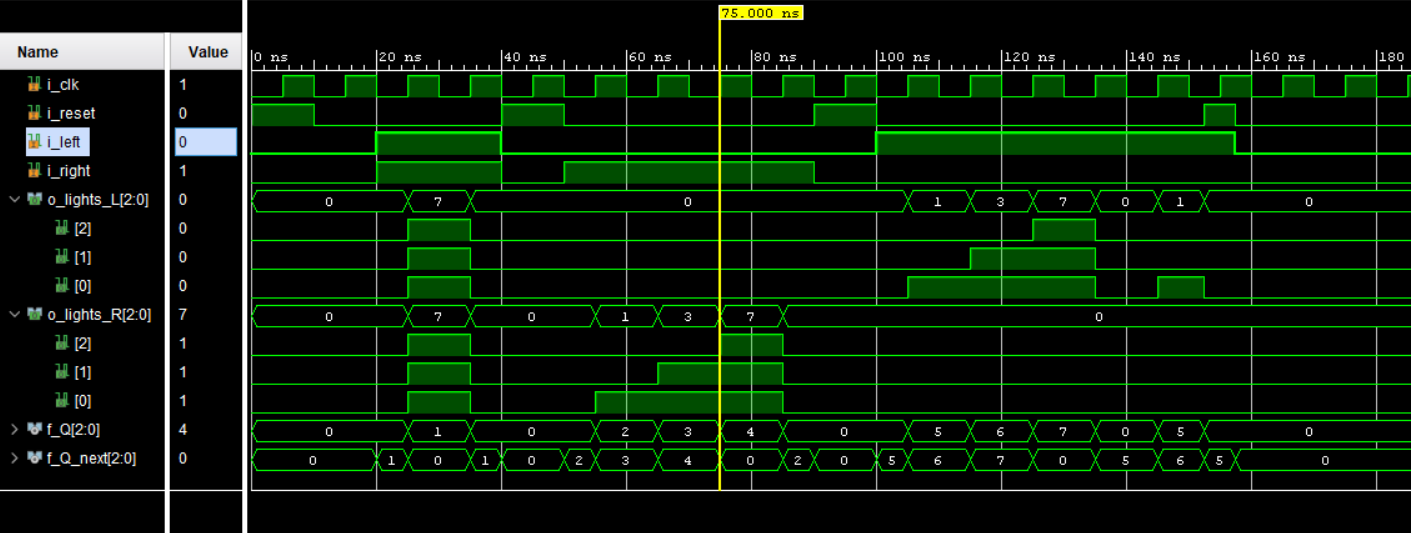 75.000 ns
Name Value
0 ns 20 ns 40 ns 60 ns 80 ns 100 ns 120 ns 140 ns 160 ns 180
i_clk 1
i_reset 0
i_left 0
i_right 1
o_lights_L[2:0] 0 0 7 0 1 3 7 0 1 0
[2] 0
[1] 0
[0] 0
o_lights_R[2:0] 7 0 7 0 1 3 7 0
[2] 1
[1] 1
[0] 1
f_Q[2:0] 4 0 1 0 2 3 4 0 5 6 7 0 5 0
f_Q_next[2:0] 0 0 1 0 1 0 2 3 4 0 2 0 5 6 7 0 5 6 5 0